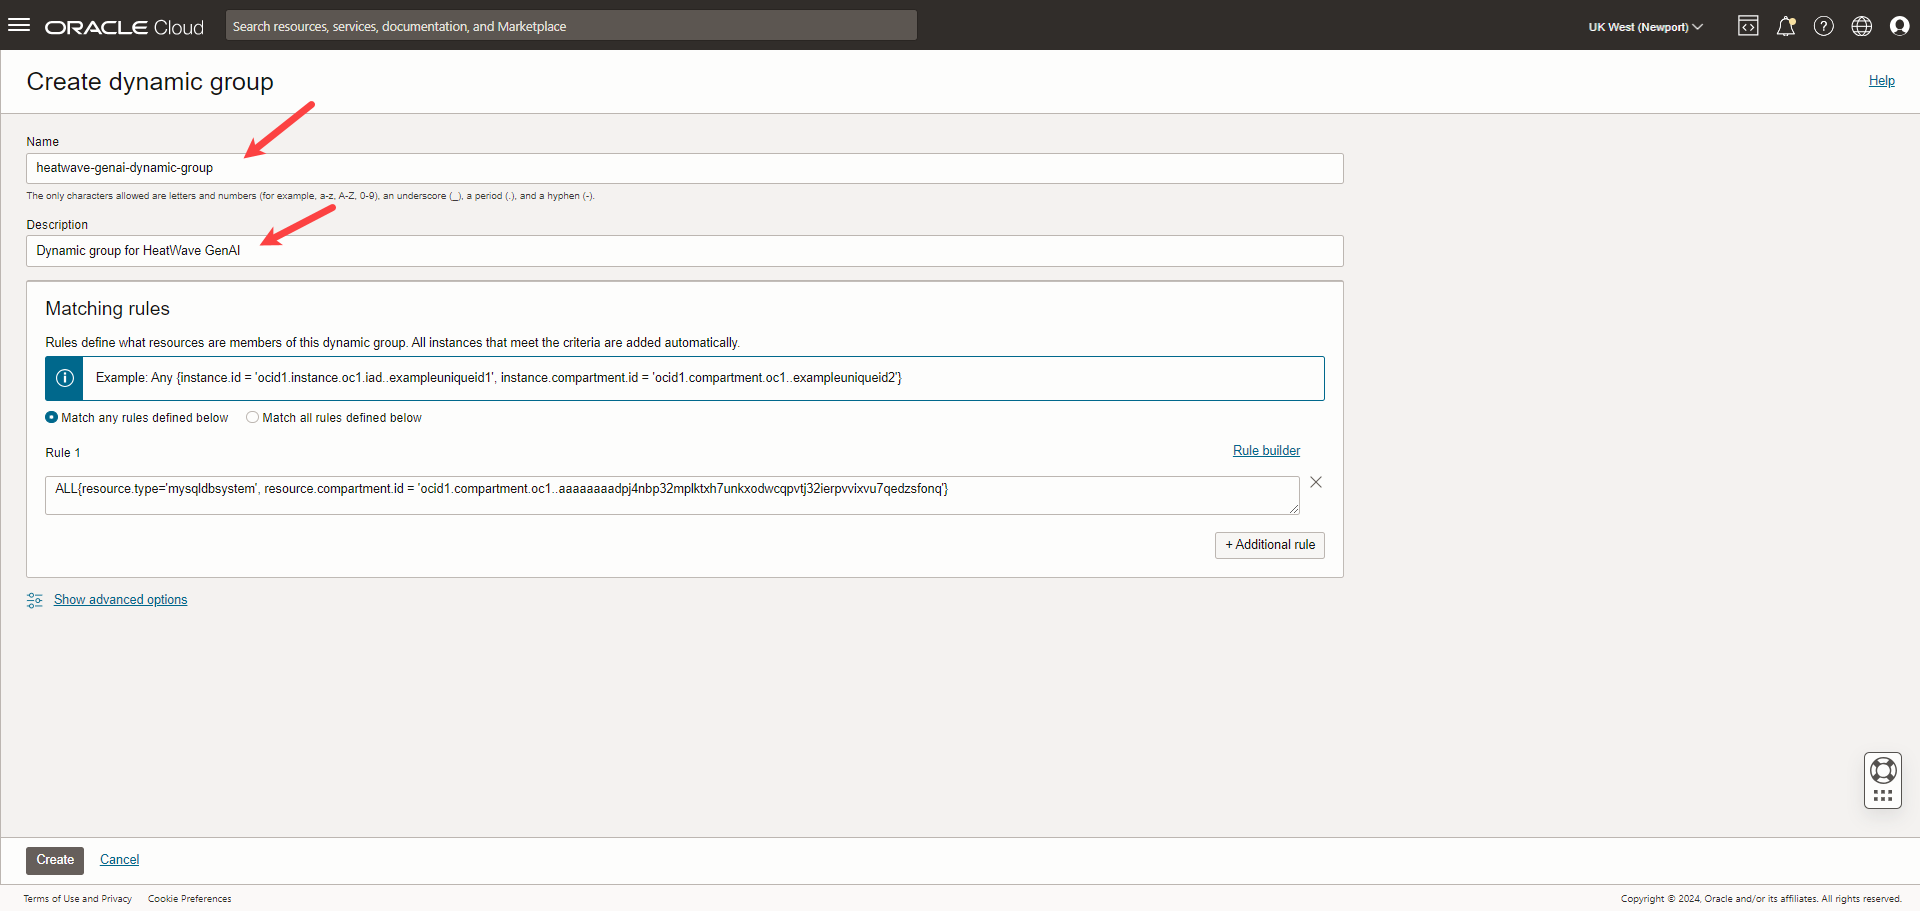 ORACLE Cloud
Search resources, services, documentation, and Marketplace
UK West (Newport)
Create dynamic group
Help
Name
heatwave-genai-dynamic-group
The only characters allowed are letters and numbers (for example, a-z, A-Z, 0-9), an underscore (_), a period (.), and a hyphen (-).
Description
Dynamic group for HeatWave GenAI
Matching rules
Rules define what resources are members of this dynamic group. All instances that meet the criteria are added automatically.
Example: Any {instance.id = 'ocid1.instance.oc1.iad..exampleuniqueid1', instance.compartment.id = 'ocid1.compartment.oc1..exampleuniqueid2'}
Match any rules defined below
Match all rules defined below
Rule 1
Rule builder
ALL{resource.type='mysqldbsystem', resource.compartment.id = 'ocid1.compartment.oc1..aaaaaaaadpj4nbp32mplktxh7unkxodwcqpvtj32ierpvvixvu7qedzsfonq'}
+ Additional rule
Show advanced options
Create
Cancel
Terms of Use and Privacy
Cookie Preferences
Copyright © 2024, Oracle and/or its affiliates. All rights reserved.